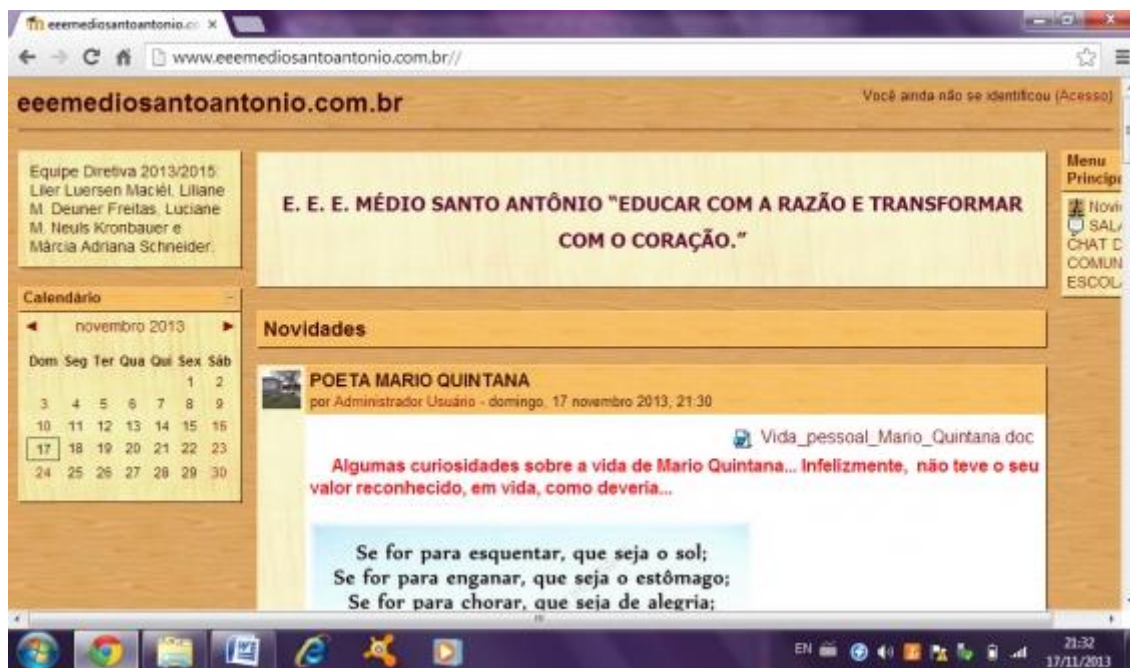 eeemediosantoantonio.co
www.eeemediosantoantonio.com.br//
eeemediosantoantonio.com.br
Você ainda não se identificou (Acesso)
Equipe Diretiva 2013/2015:
Liler Luersen Maciél, Liliane
M. Deuner Freitas, Luciane
M. Neuls Kronbauer e
Márcia Adriana Schneider.
Calendário
novembro 2013
Dom Seg Ter Qua Qui Sex Sáb
1 2
3 4 5 6 7 8 9
10 11 12 13 14 15 16
17 18 19 20 21 22 23
24 25 26 27 28 29 30
E. E. E. MÉDIO SANTO ANTÔNIO "EDUCAR COM A RAZÃO E TRANSFORMAR
COM O CORAÇÃO."
Novidades
POETA MARIO QUINTANA
por Administrador Usuário - domingo, 17 novembro 2013, 21:30
Vida_pessoal_Mario_Quintana.doc
Algumas curiosidades sobre a vida de Mario Quintana... Infelizmente, não teve o seu
valor reconhecido, em vida, como deveria...
Se for para esquentar, que seja o sol;
Se for para enganar, que seja o estômago;
Se for para chorar, que seja de alegria;
Menu
Principa
Novi
SALA
CHAT D
COMUN
ESCOL
EN
21:32
17/11/2013